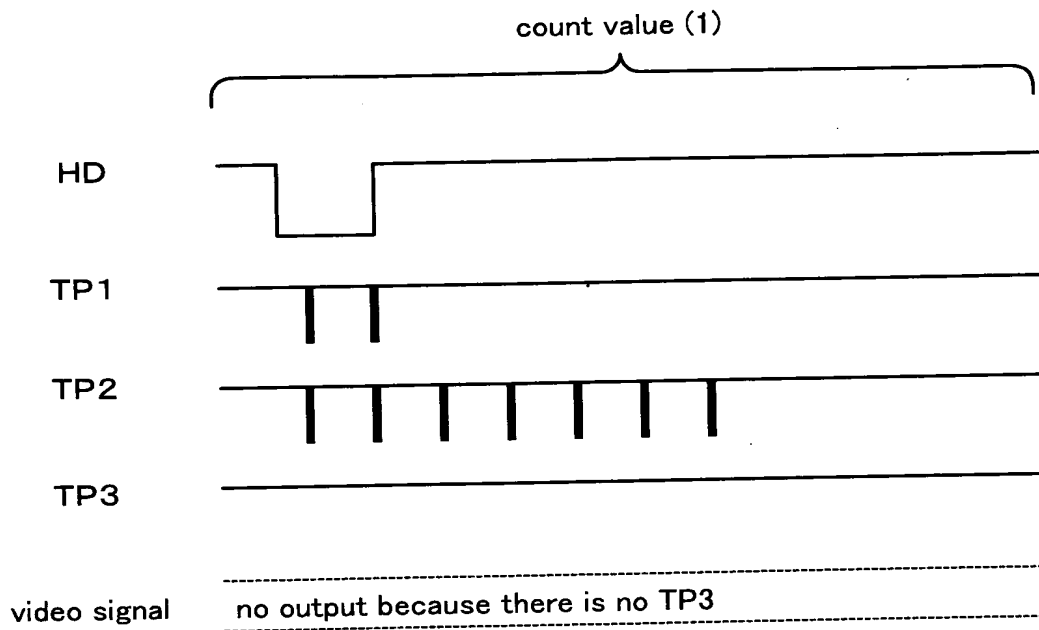 count value (1)
HD
TP1
TP2
TP3
video signal no output because there is no TP3